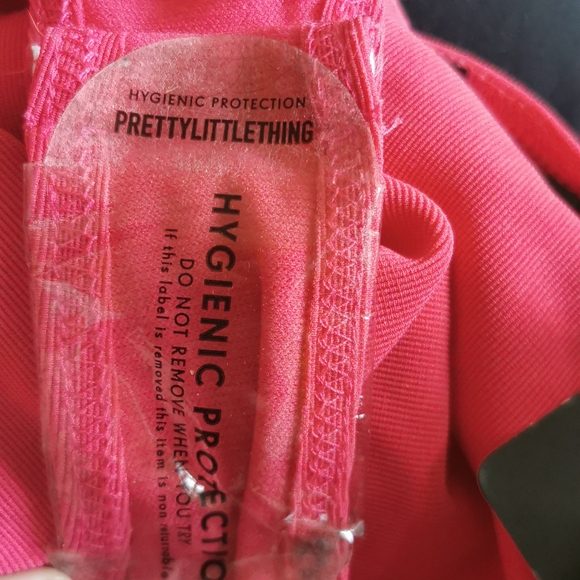 HYGIENIC PROTECTION
PRETTYLITTLETHING
HYGIENIC PROTECTIO
DO NOT REMOVE WHEN YOU TRY
If this label is removed this item is non returnable